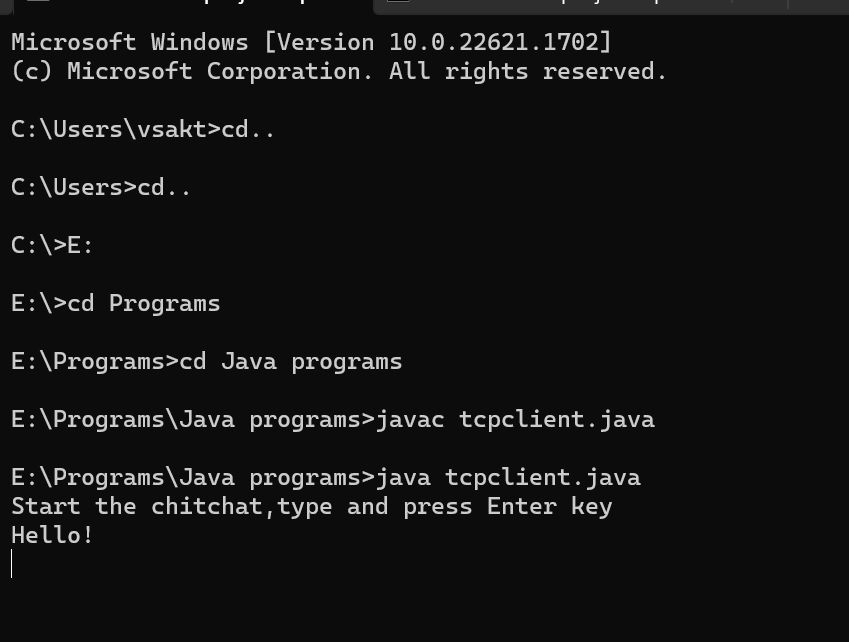 Microsoft Windows [Version 10.0.22621.1702]
(c) Microsoft Corporation. All rights reserved.
C:\Users\vsakt>cd..
C:\Users>cd..
C:\>E:
E:\>cd Programs
E:\Programs>cd Java programs
E:\Programs\Java programs>javac tcpclient.java
E:\Programs\Java programs>java tcpclient.java
Start the chitchat,type and press Enter key
Hello!